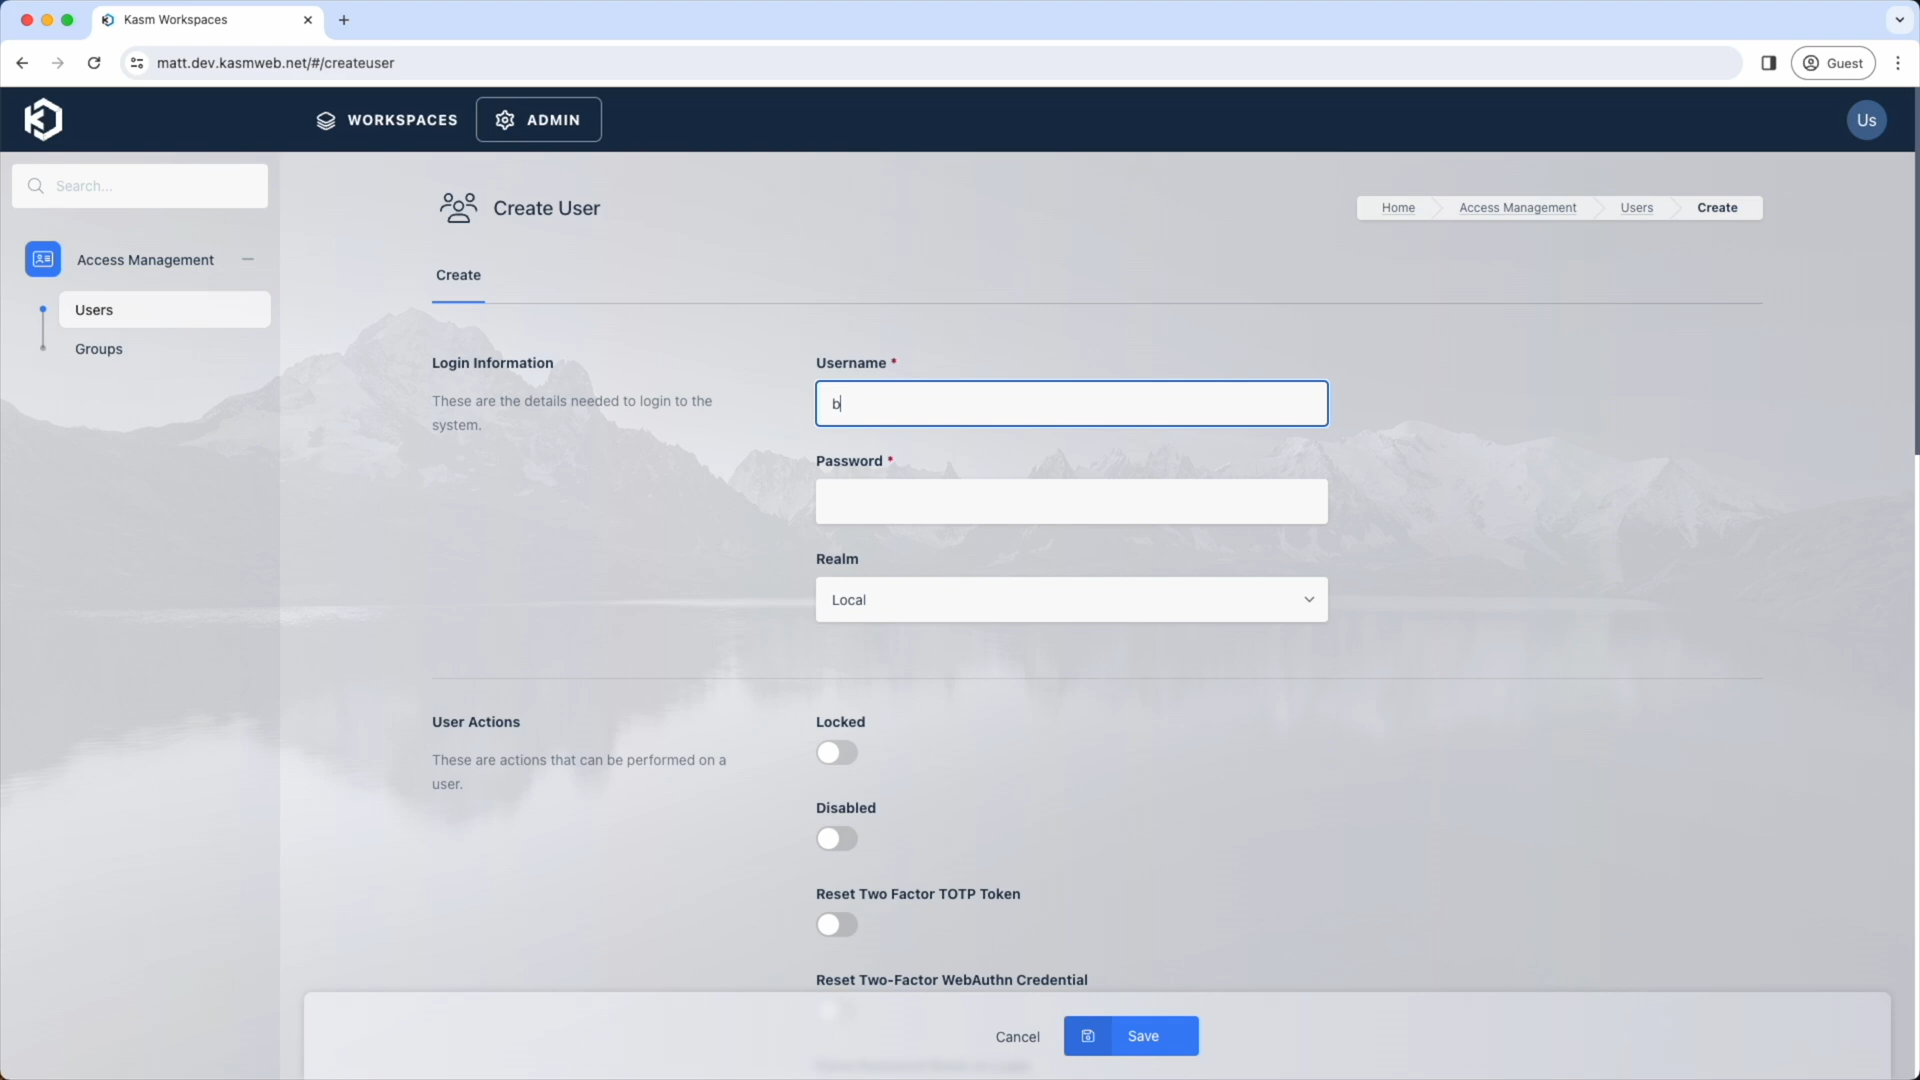 Kasm Workspaces
matt.dev.kasmweb.net/#/createuser
Guest
WORKSPACES
ADMIN
Us
Search...
Create User
Home
Access Management
Users
Create
Access Management
Create
Users
Groups
Login Information
These are the details needed to login to the
system.
Username *
b
Password *
Realm
Local
User Actions
These are actions that can be performed on a
user.
Locked
Disabled
Reset Two Factor TOTP Token
Reset Two-Factor WebAuthn Credential
Cancel
Save